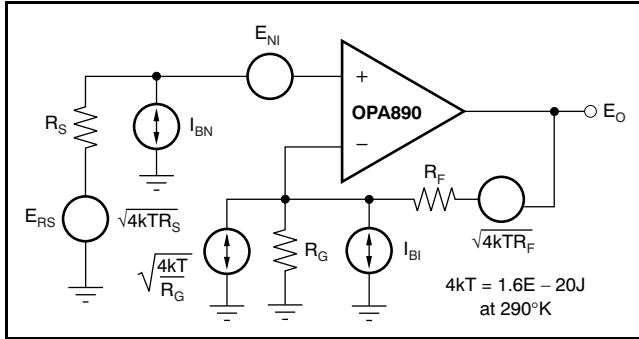 E_NI
+
OPA890
−
E_O
R_S
I_BN
R_F
E_RS
√4kTR_S
√4kT/R_G
R_G
I_BI
√4kTR_F
4kT = 1.6E − 20J
at 290°K